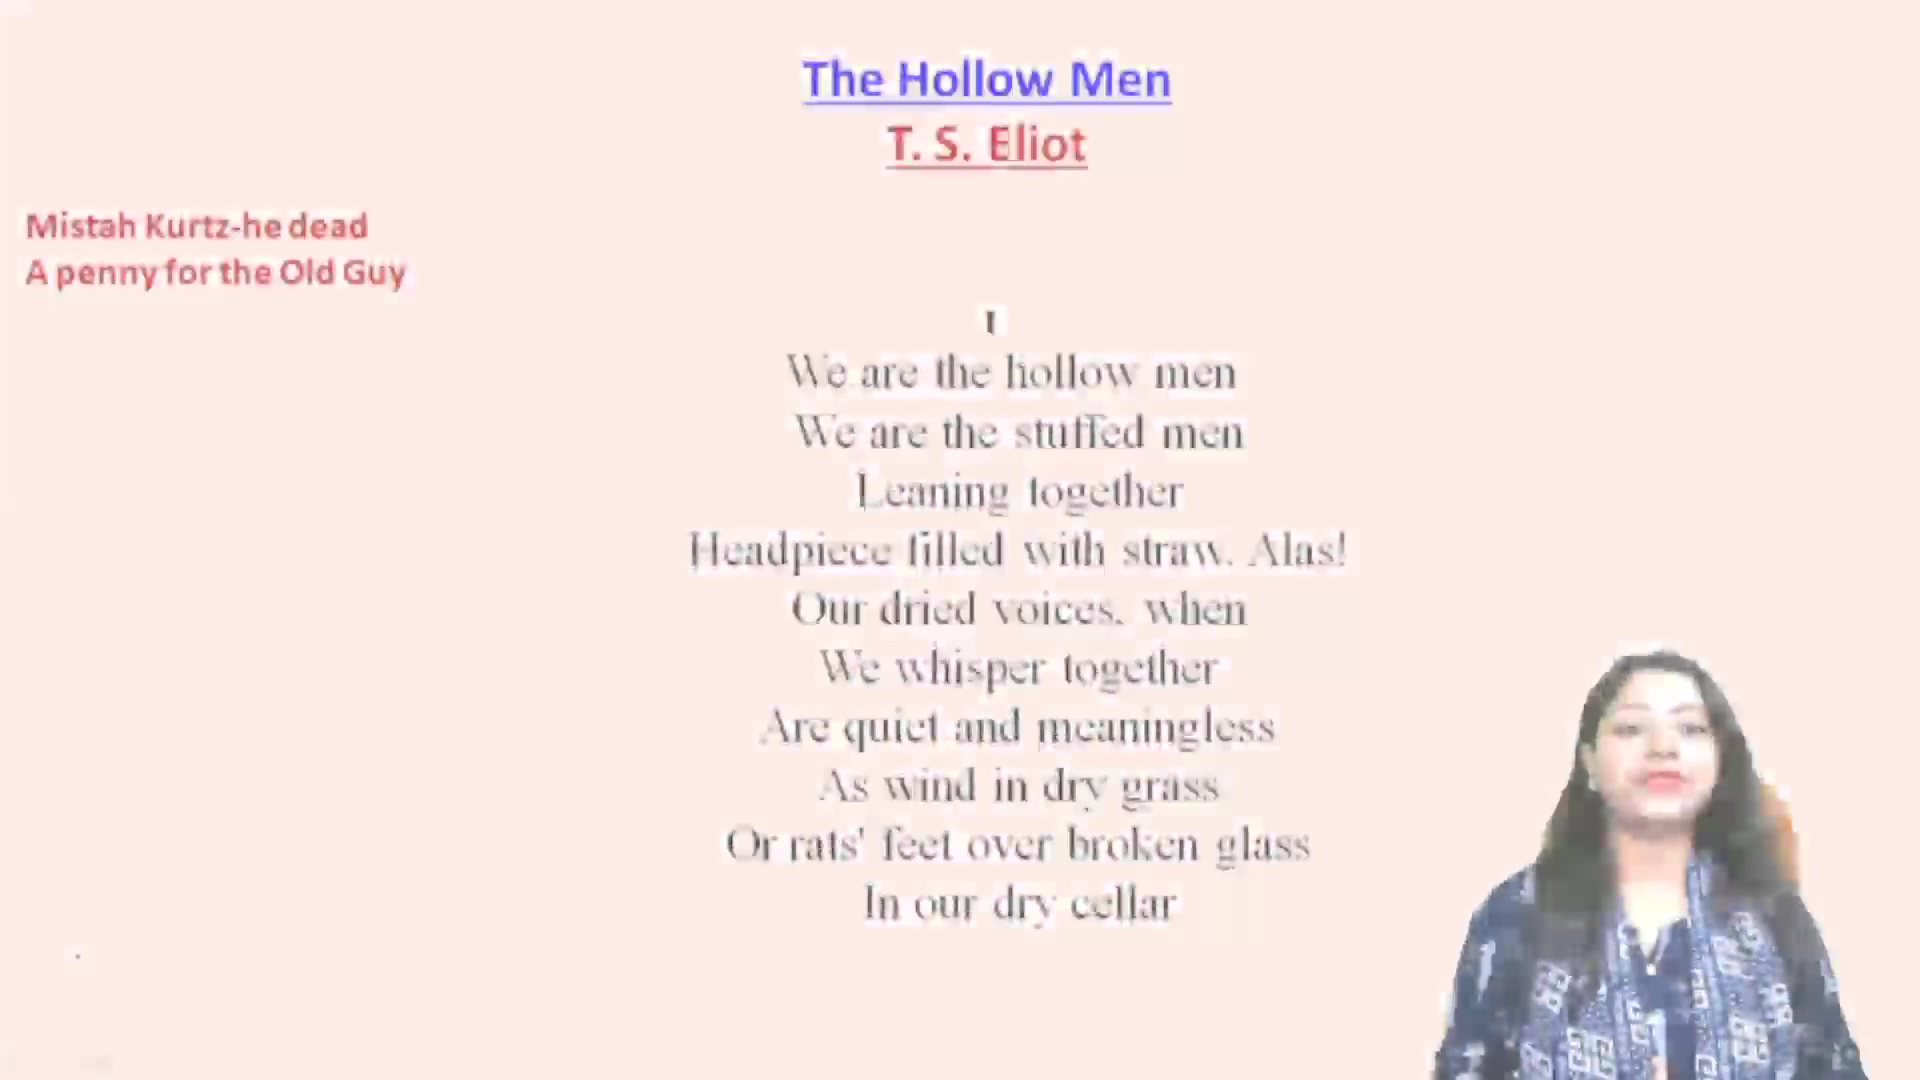 The Hollow Men
T. S. Eliot
Mistah Kurtz-he dead
A penny for the Old Guy
I
We are the hollow men
We are the stuffed men
Leaning together
Headpiece filled with straw. Alas!
Our dried voices, when
We whisper together
Are quiet and meaningless
As wind in dry grass
Or rats' feet over broken glass
In our dry cellar